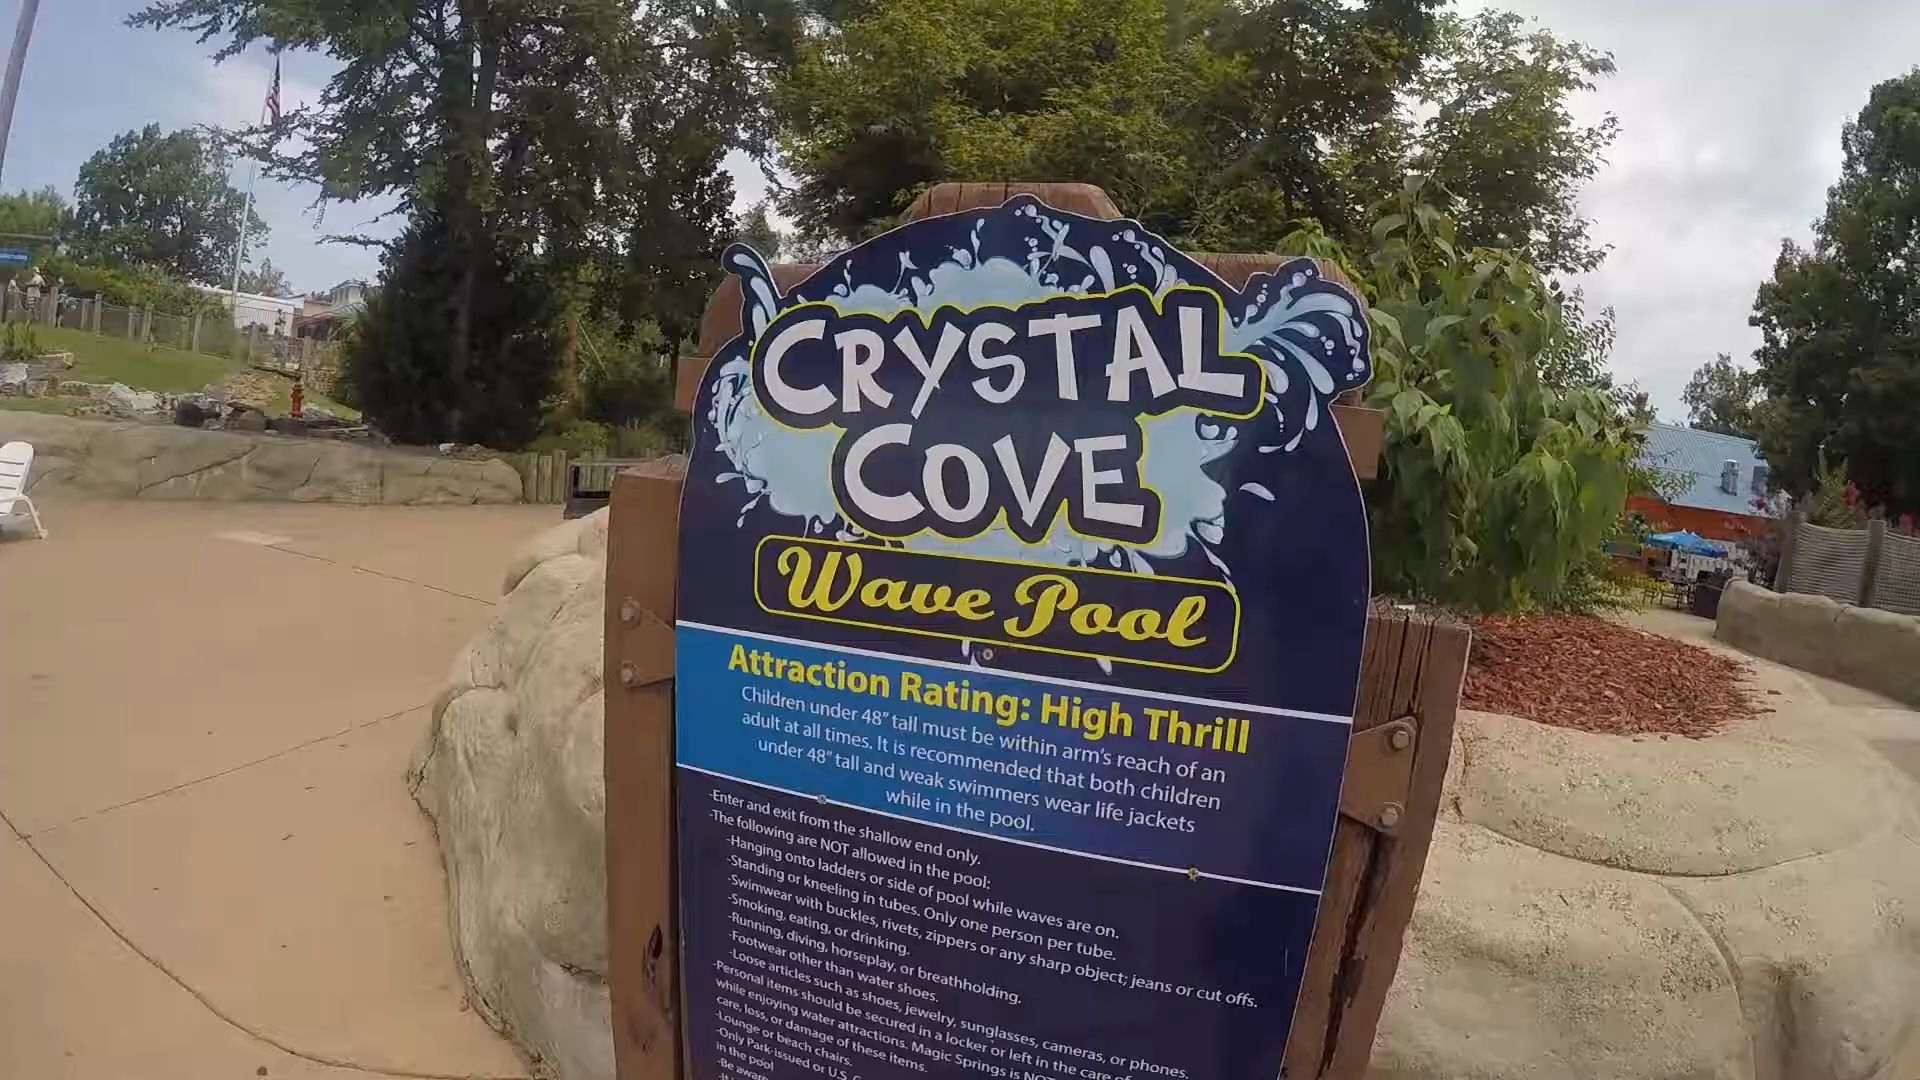 CRYSTAL
COVE
Wave Pool
Attraction Rating: High Thrill
Children under 48" tall must be within arm's reach of an
adult at all times. It is recommended that both children
under 48" tall and weak swimmers wear life jackets
while in the pool.
-Enter and exit from the shallow end only.
-The following are NOT allowed in the pool:
-Hanging onto ladders or side of pool while waves are on.
-Standing or kneeling in tubes. Only one person per tube.
-Swimwear with buckles, rivets, zippers or any sharp object; jeans or cut offs.
-Smoking, eating, or drinking.
-Running, diving, horseplay, or breathholding.
-Footwear other than water shoes.
-Loose articles such as shoes, jewelry, sunglasses, cameras, or phones.
-Personal items should be secured in a locker or left in the care of
while enjoying water attractions. Magic Springs is NOT
care, loss, or damage of these items.
-Lounge or beach chairs.
-Only Park-issued or U.S.
in the pool
-Be aware